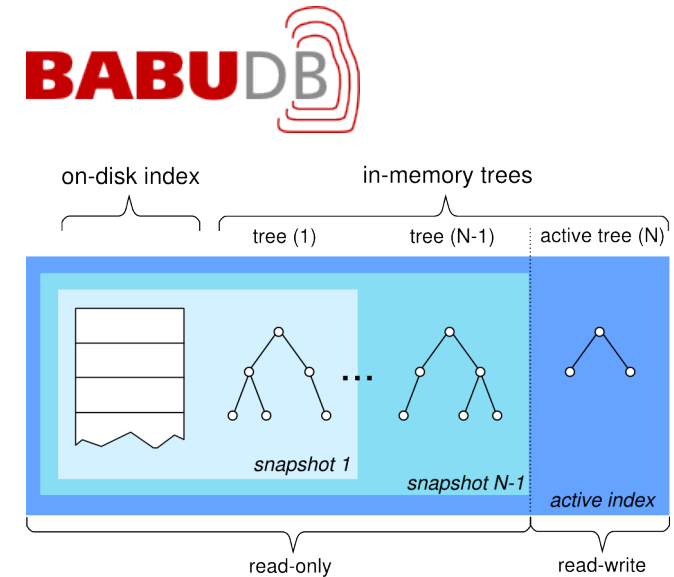 BABUDB
on-disk index
in-memory trees
tree (1)
tree (N-1)
active tree (N)
...
snapshot 1
snapshot N-1
active index
read-only
read-write